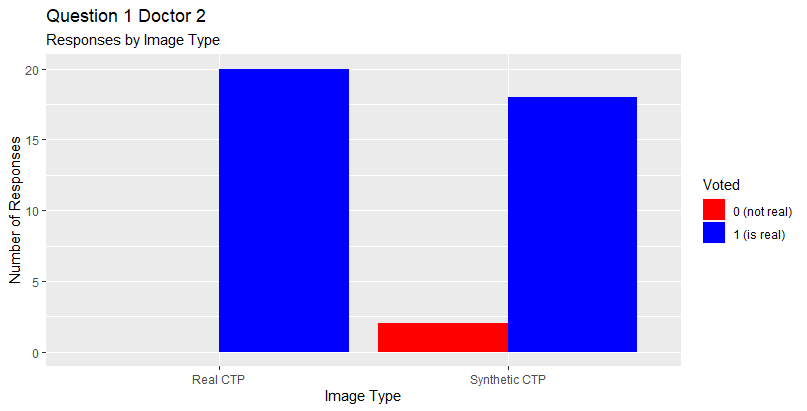 Question 1 Doctor 2
Responses by Image Type
Number of Responses
20
15
10
5
0
Real CTP
Synthetic CTP
Image Type
Voted
0 (not real)
1 (is real)